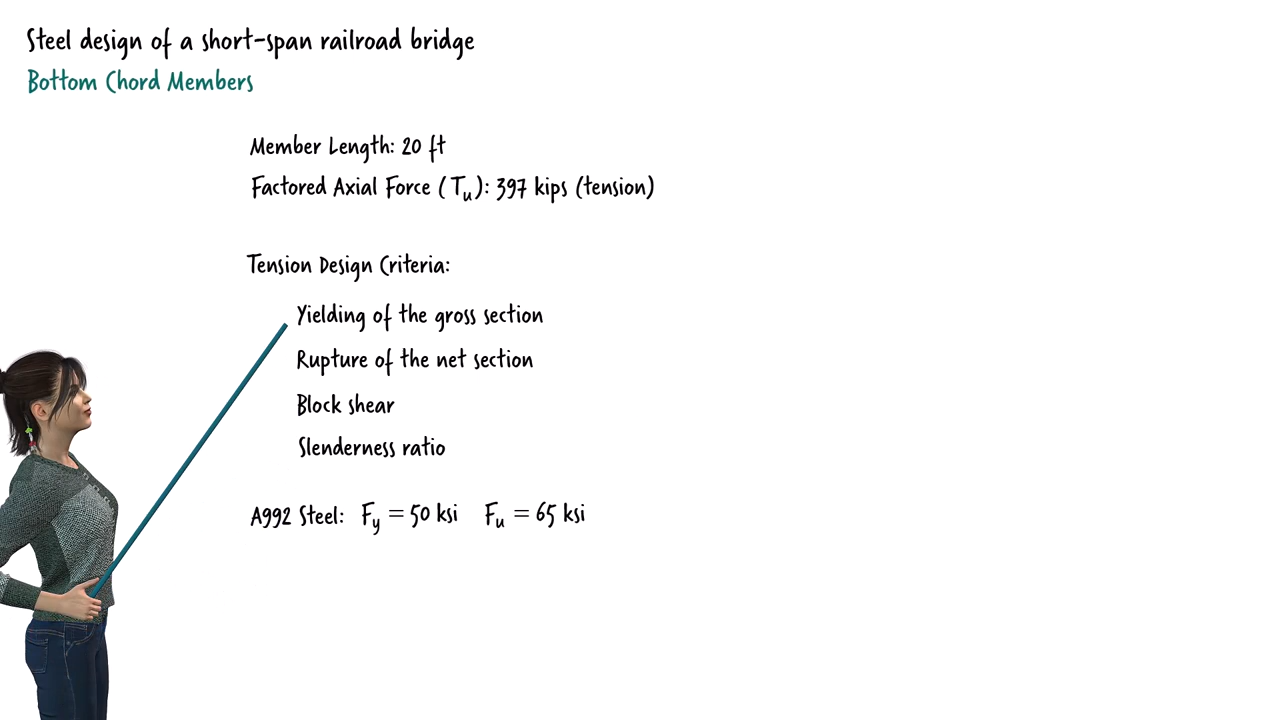 Steel design of a short-span railroad bridge
Bottom Chord Members
Member Length: 20 ft
Factored Axial Force (Tu): 397 kips (tension)
Tension Design Criteria:
Yielding of the gross section
Rupture of the net section
Block shear
Slenderness ratio
A992 Steel: Fy = 50 ksi Fu = 65 ksi